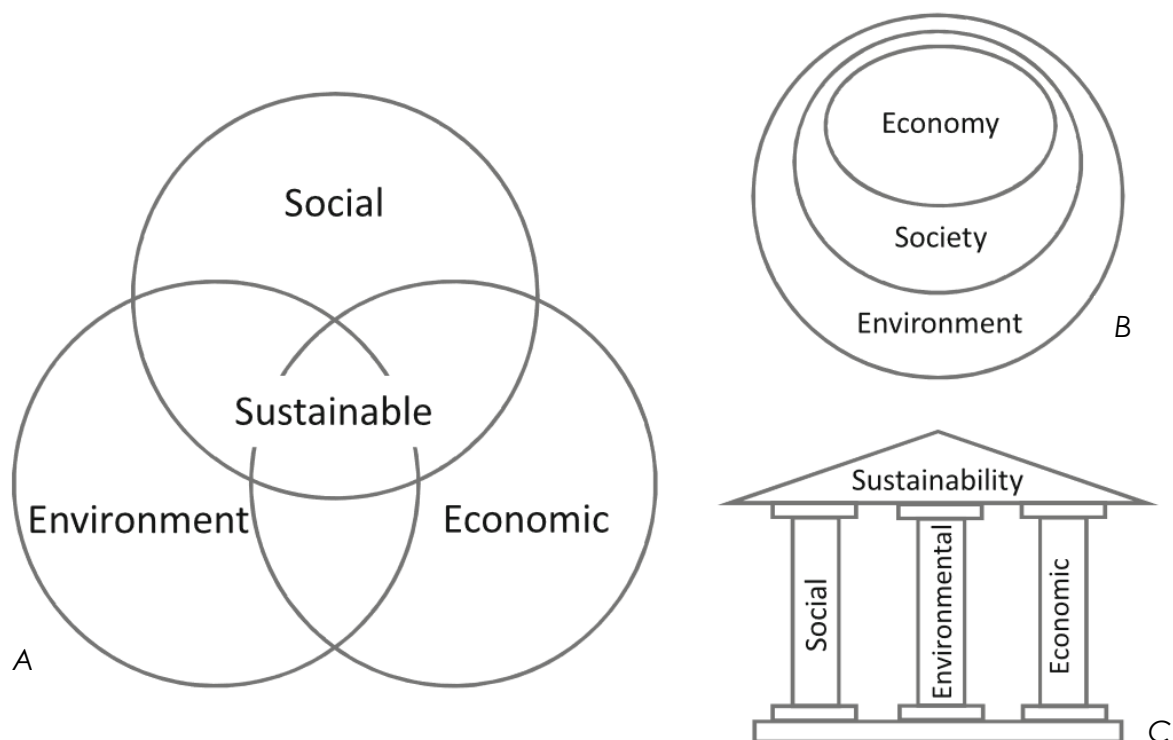 Social
Sustainable
Environment
Economic
A
Economy
Society
Environment
B
Sustainability
Social
Environmental
Economic
C